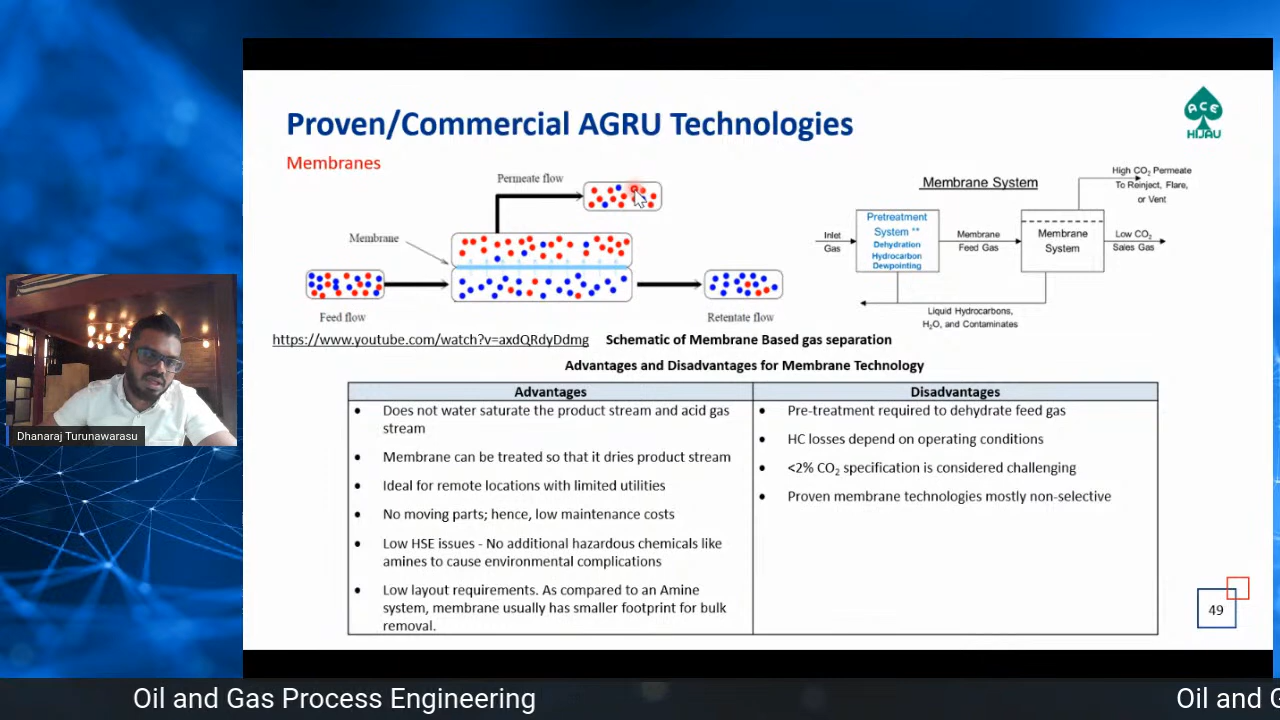 Proven/Commercial AGRU Technologies
ACE
HIJAU
Membranes
Permeate flow
Membrane
Feed flow
Retentate flow
Membrane System
High CO2 Permeate
To Reinject, Flare,
or Vent
Pretreatment
System **
Dehydration
Hydrocarbon
Dewpointing
Inlet
Gas
Membrane
Feed Gas
Membrane
System
Low CO2
Sales Gas
Liquid Hydrocarbons,
H2O, and Contaminates
https://www.youtube.com/watch?v=axdQRdyDdmg
Schematic of Membrane Based gas separation
Advantages and Disadvantages for Membrane Technology
Advantages
• Does not water saturate the product stream and acid gas
stream
• Membrane can be treated so that it dries product stream
• Ideal for remote locations with limited utilities
• No moving parts; hence, low maintenance costs
• Low HSE issues - No additional hazardous chemicals like
amines to cause environmental complications
• Low layout requirements. As compared to an Amine
system, membrane usually has smaller footprint for bulk
removal.
Disadvantages
• Pre-treatment required to dehydrate feed gas
• HC losses depend on operating conditions
• <2% CO2 specification is considered challenging
• Proven membrane technologies mostly non-selective
49
Dhanaraj Turunawarasu
Oil and Gas Process Engineering
Oil and G